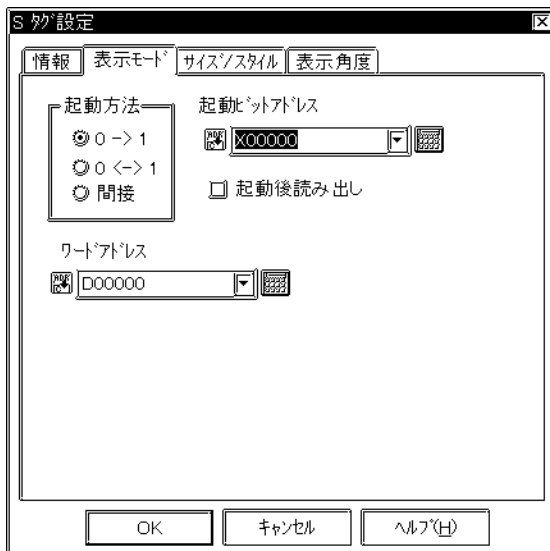 S ﾀｸﾞ設定
情報 表示ﾓｰﾄﾞ ｻｲｽﾞ/ｽﾀｲﾙ 表示角度
起動方法
0 -> 1
0 <-> 1
間接
起動ﾋﾞｯﾄｱﾄﾞﾚｽ
X00000
起動後読み出し
ﾜｰﾄﾞｱﾄﾞﾚｽ
D00000
OK ｷｬﾝｾﾙ ﾍﾙﾌﾟ(H)